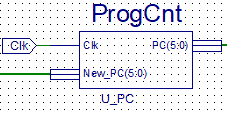 ProgCnt
Clk Clk PC(5:0)
New_PC(5:0)
U_PC